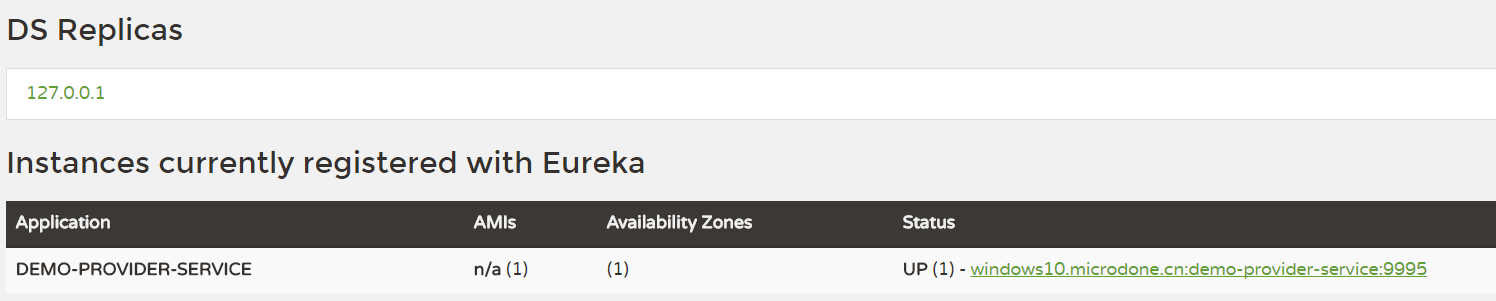 DS Replicas
127.0.0.1
Instances currently registered with Eureka
Application AMIs Availability Zones Status
DEMO-PROVIDER-SERVICE n/a (1) (1) UP (1) - windows10.microdone.cn:demo-provider-service:9995